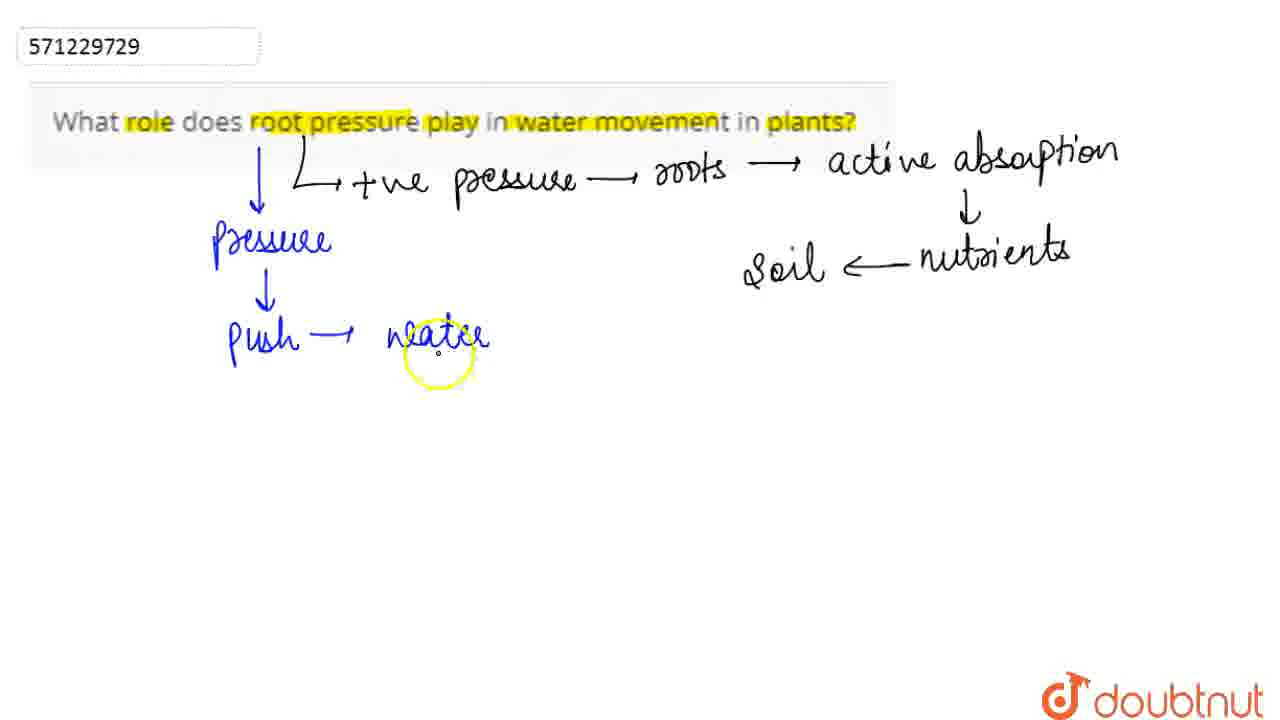 571229729
What role does root pressure play in water movement in plants?
+ve pressure → roots → active absorption
pressure
soil ← nutrients
push → water
doubtnut